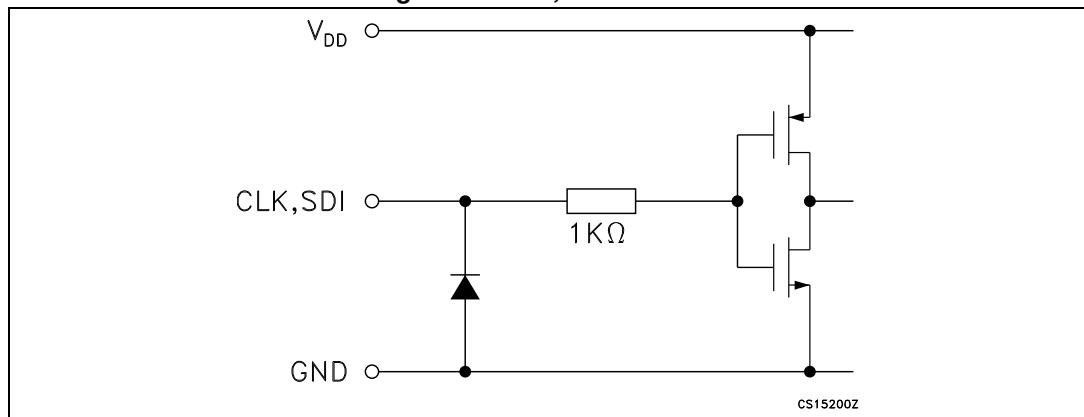 V_DD
CLK,SDI
1KΩ
GND
CS15200Z